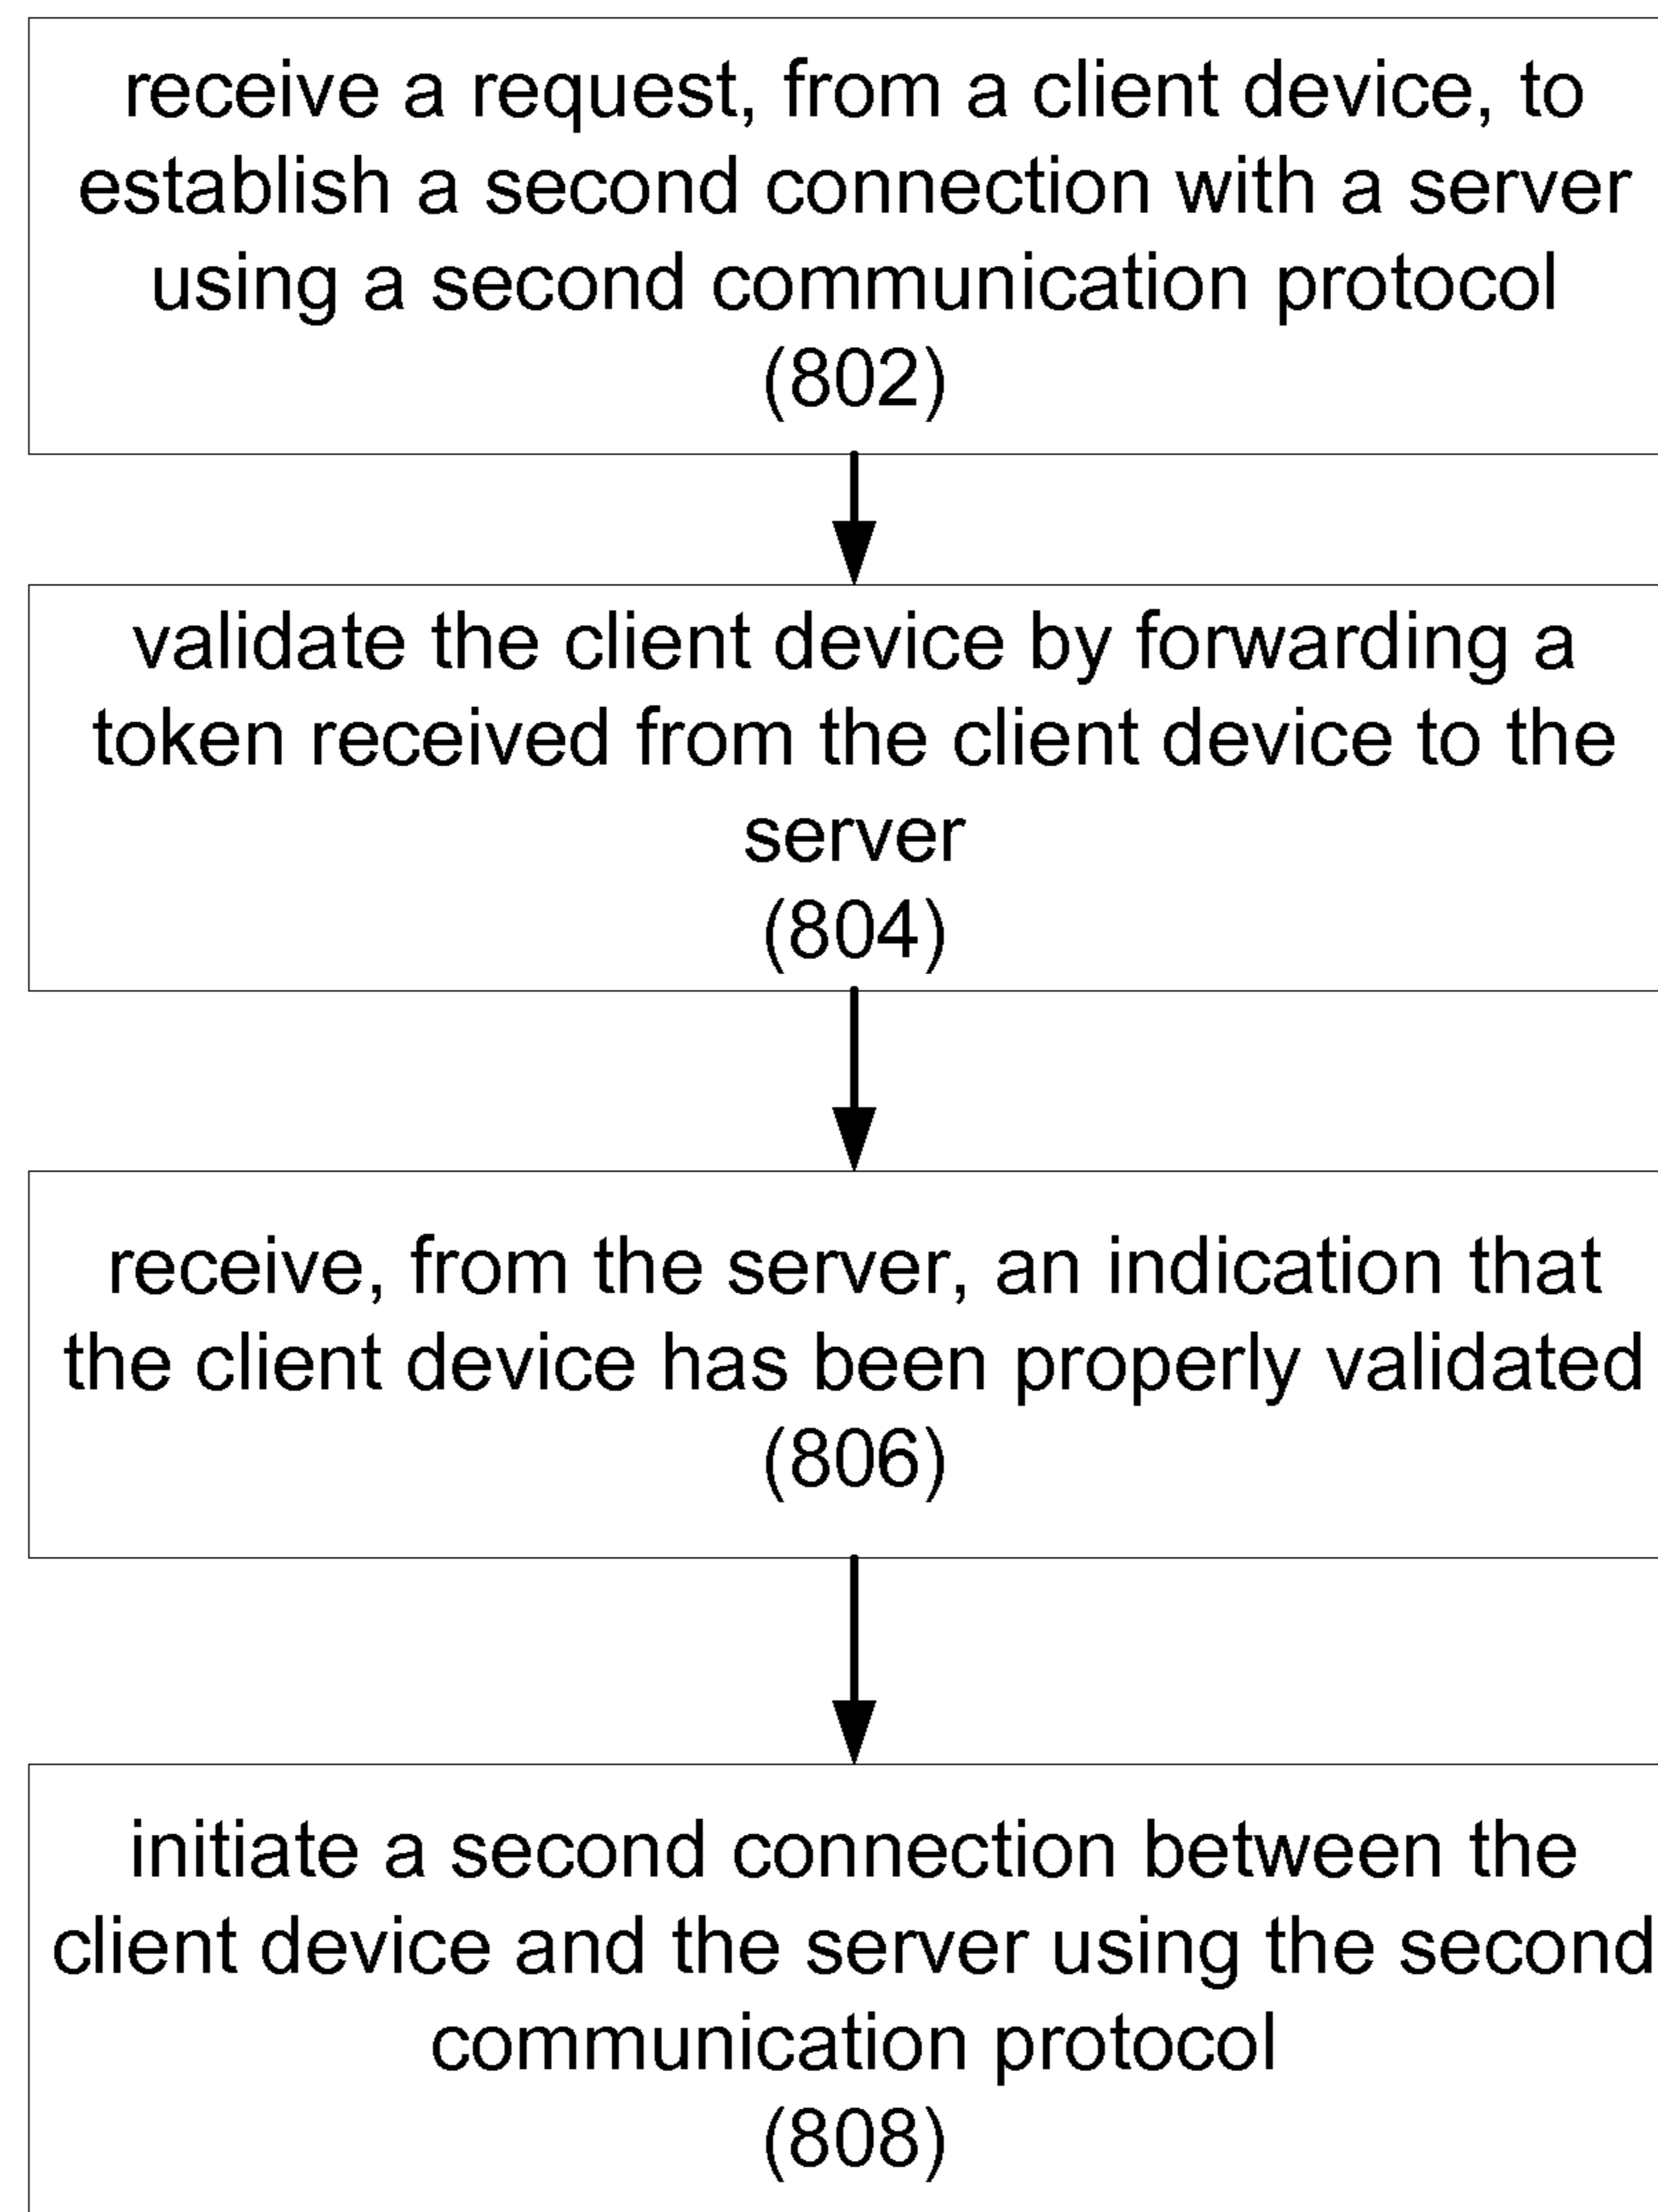 receive a request, from a client device, to
establish a second connection with a server
using a second communication protocol
(802)
validate the client device by forwarding a
token received from the client device to the
server
(804)
receive, from the server, an indication that
the client device has been properly validated
(806)
initiate a second connection between the
client device and the server using the second
communication protocol
(808)